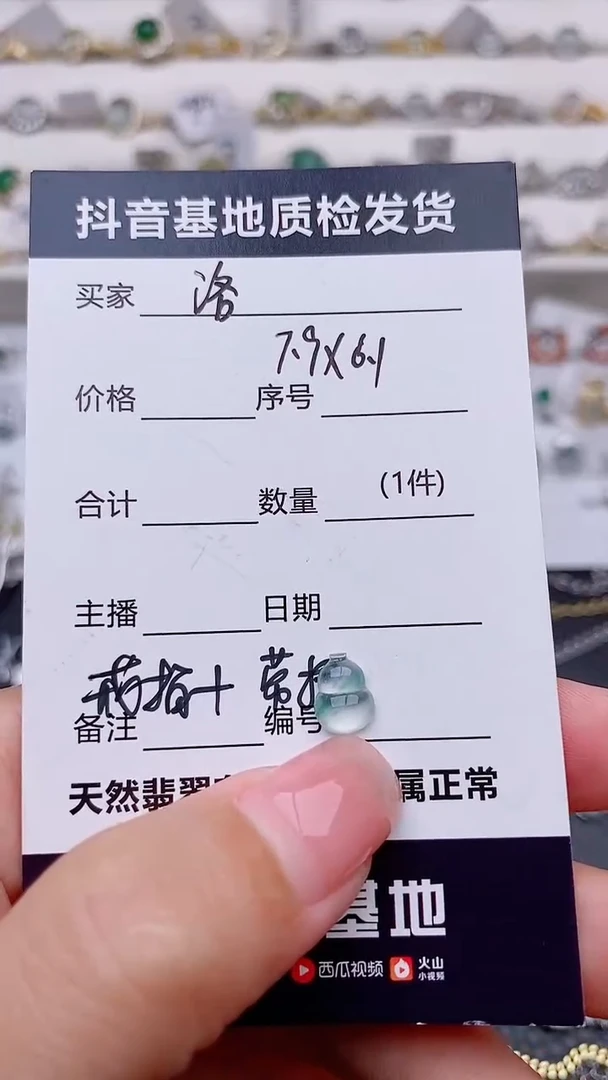 抖音基地质检发货
买家 洛
7.9X6.1
价格 序号
合计 数量 (1件)
主播 日期
戒指+
备注 编号
天然翡翠 属正常
基地
西瓜视频 火山小视频